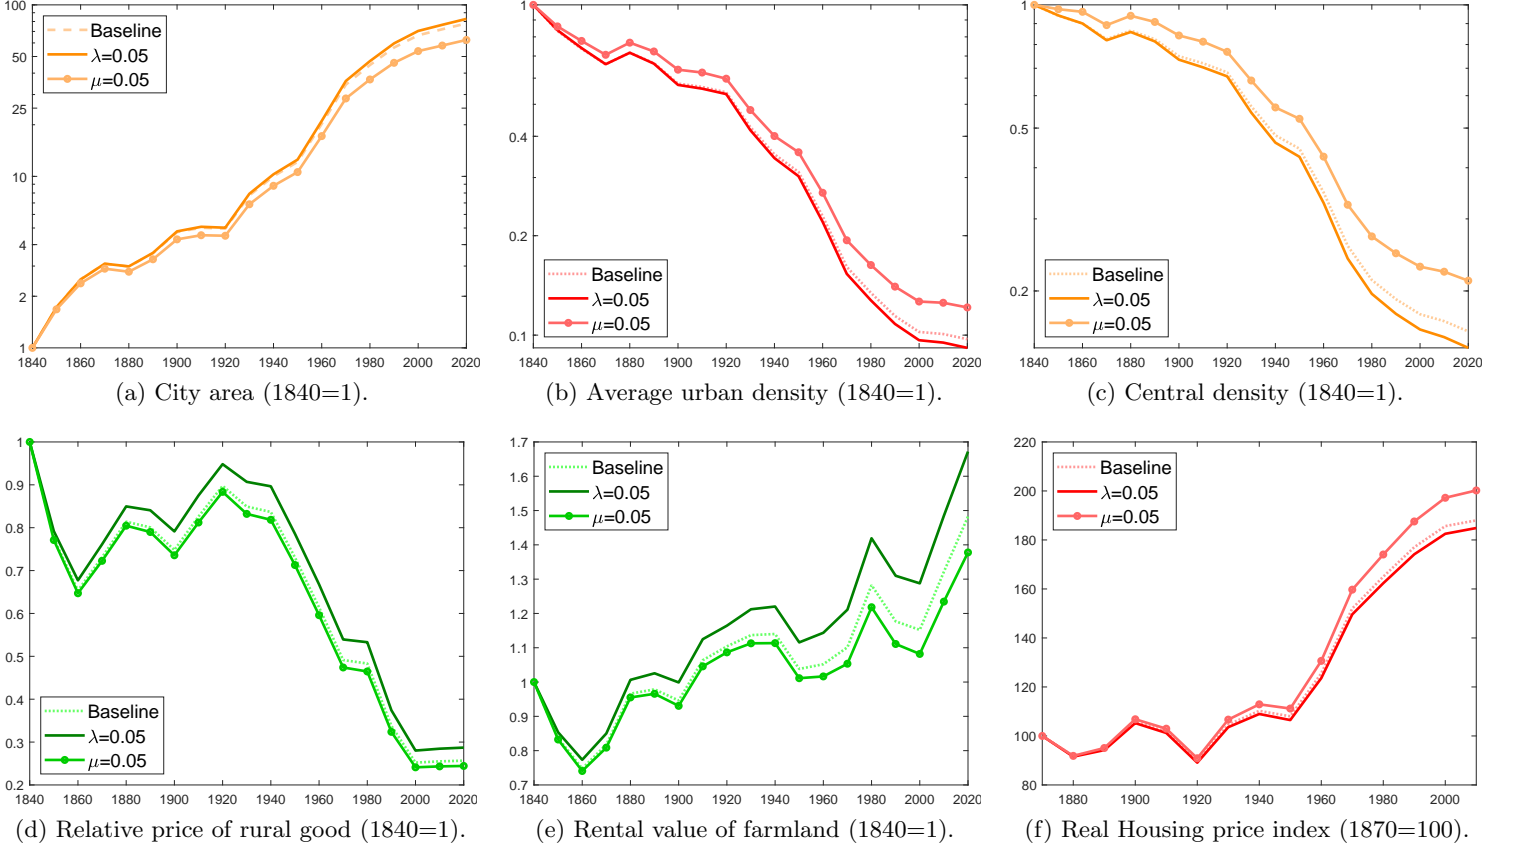 100
50
25
10
4
2
1
Baseline
λ=0.05
μ=0.05
1840 1860 1880 1900 1920 1940 1960 1980 2000 2020
(a) City area (1840=1).
1
0.4
0.2
0.1
Baseline
λ=0.05
μ=0.05
1840 1860 1880 1900 1920 1940 1960 1980 2000 2020
(b) Average urban density (1840=1).
1
0.5
0.2
Baseline
λ=0.05
μ=0.05
1840 1860 1880 1900 1920 1940 1960 1980 2000 2020
(c) Central density (1840=1).
1
0.9
0.8
0.7
0.6
0.5
0.4
0.3
0.2
Baseline
λ=0.05
μ=0.05
1840 1860 1880 1900 1920 1940 1960 1980 2000 2020
(d) Relative price of rural good (1840=1).
1.7
1.6
1.5
1.4
1.3
1.2
1.1
1
0.9
0.8
0.7
Baseline
λ=0.05
μ=0.05
1840 1860 1880 1900 1920 1940 1960 1980 2000 2020
(e) Rental value of farmland (1840=1).
220
200
180
160
140
120
100
80
Baseline
λ=0.05
μ=0.05
1880 1900 1920 1940 1960 1980 2000
(f) Real Housing price index (1870=100).